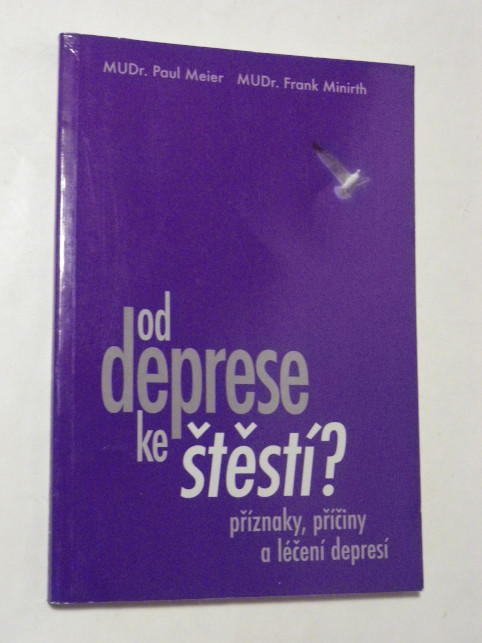 MUDr. Paul Meier MUDr. Frank Minirth
od
deprese
ke
štěstí?
příznaky, příčiny
a léčení depresí